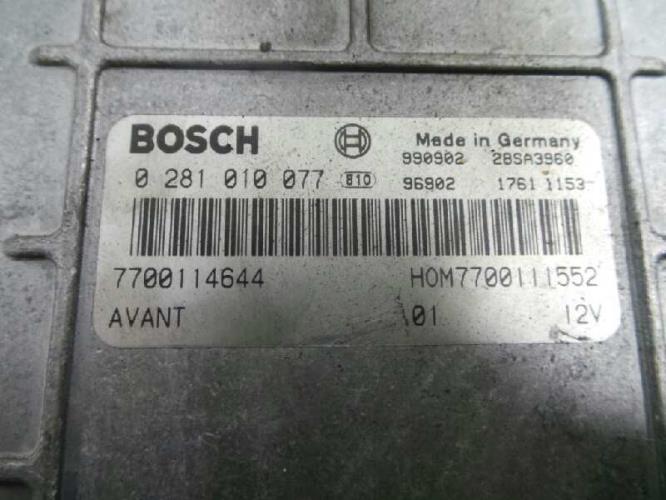 BOSCH Made in Germany
990902 28SA3960
0 281 010 077 810 96902 1761 1153-
7700114644 HOM7700111552
AVANT 01 12V